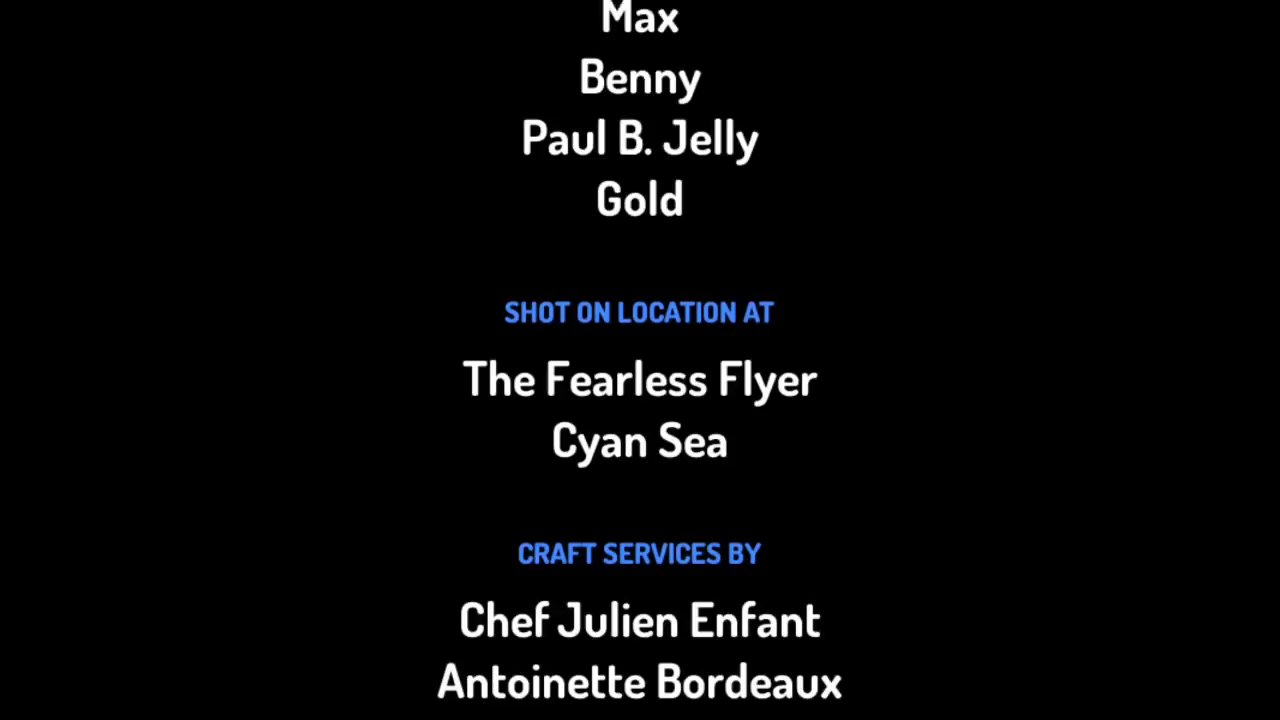 Max
Benny
Paul B. Jelly
Gold
SHOT ON LOCATION AT
The Fearless Flyer
Cyan Sea
CRAFT SERVICES BY
Chef Julien Enfant
Antoinette Bordeaux